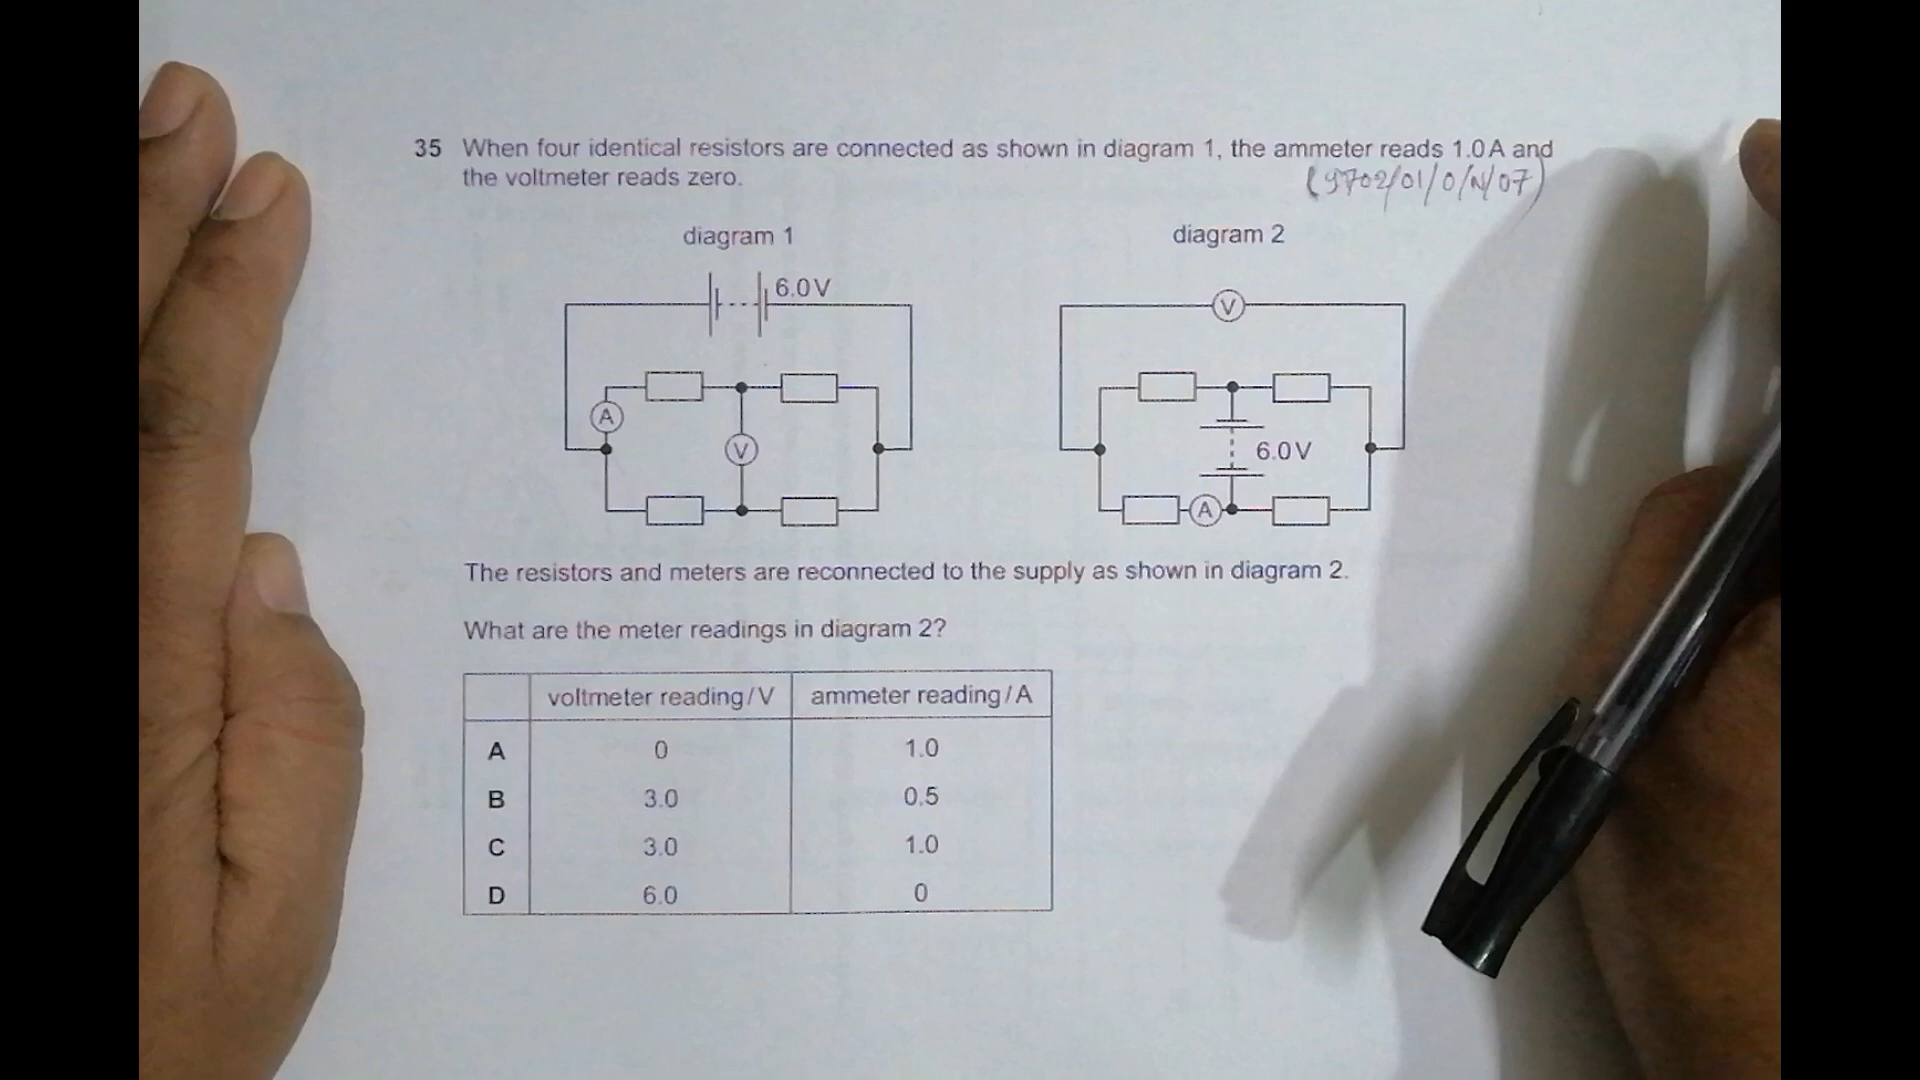 35 When four identical resistors are connected as shown in diagram 1, the ammeter reads 1.0A and
the voltmeter reads zero.
(9702/01/O/N/07)
diagram 1
diagram 2
6.0V
A
V
V
6.0V
A
The resistors and meters are reconnected to the supply as shown in diagram 2.
What are the meter readings in diagram 2?
voltmeter reading/V ammeter reading/A
A 0 1.0
B 3.0 0.5
C 3.0 1.0
D 6.0 0